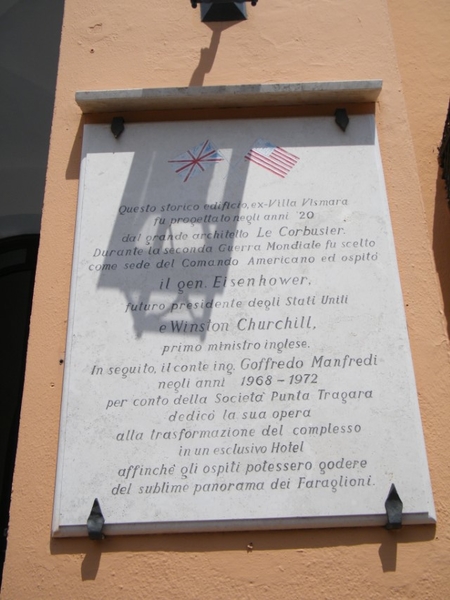 Questo storico edificio, ex-Villa Vismara
fu progettato negli anni '20
dal grande architetto Le Corbusier.
Durante la seconda Guerra Mondiale fu scelto
come sede del Comando Americano ed ospitò
il gen. Eisenhower,
futuro presidente degli Stati Uniti
e Winston Churchill,
primo ministro inglese.
In seguito, il conte ing. Goffredo Manfredi
negli anni 1968-1972
per conto della Società Punta Tragara
dedicò la sua opera
alla trasformazione del complesso
in un esclusivo Hotel
affinchè gli ospiti potessero godere
del sublime panorama dei Faraglioni.